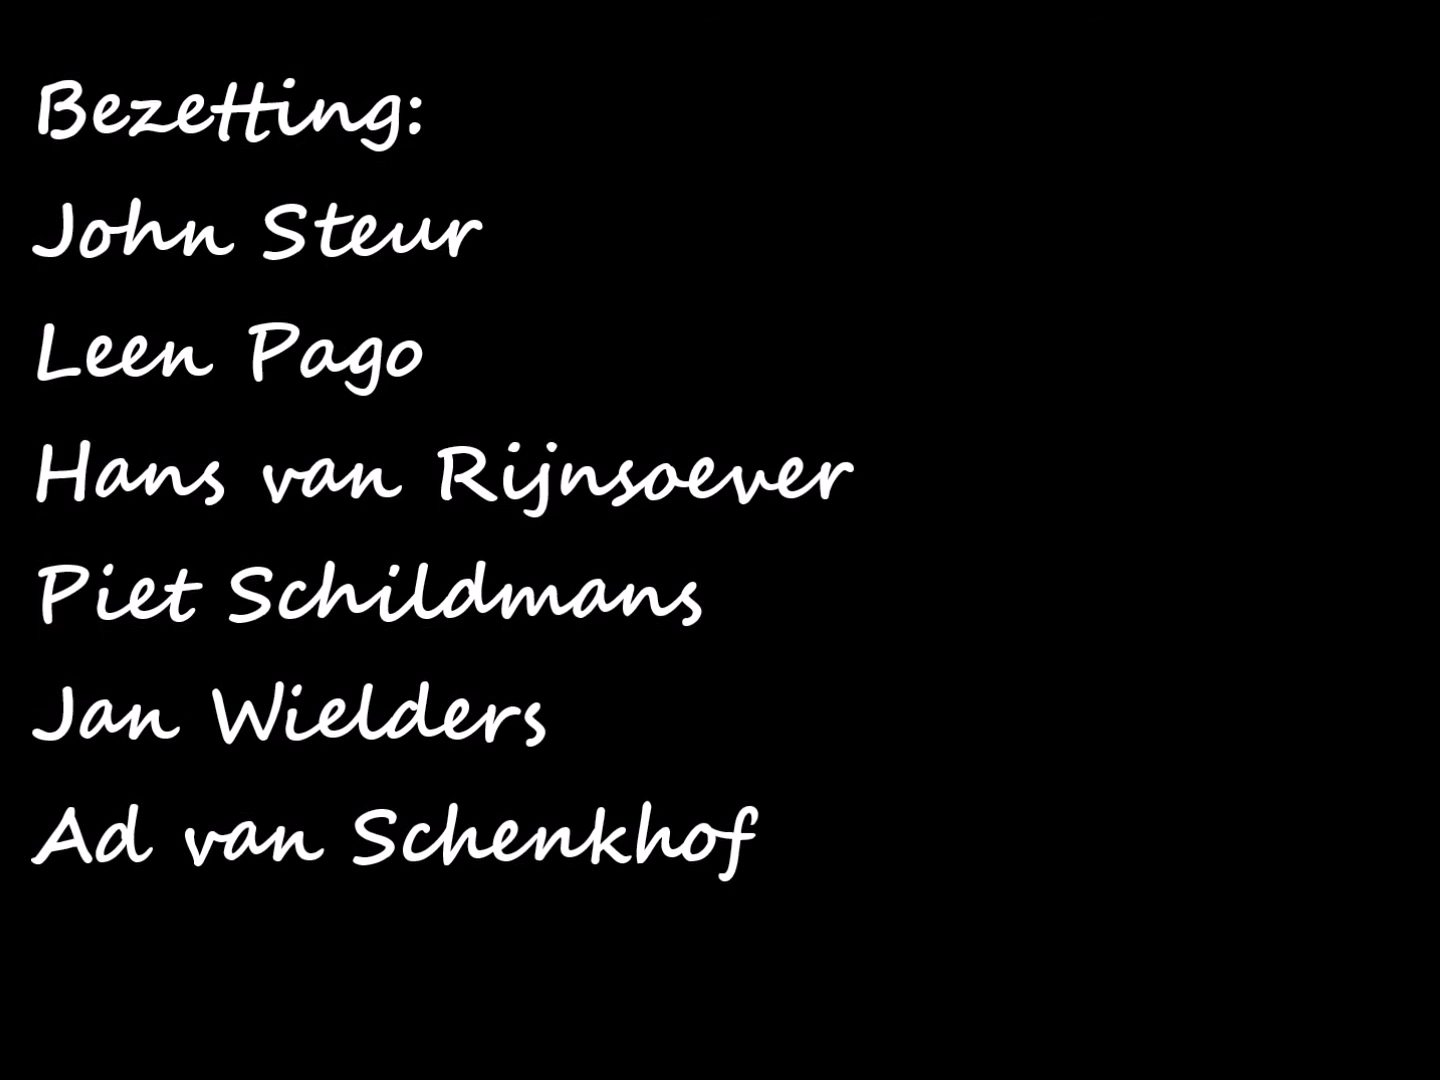 Bezetting:
John Steur
Leen Pago
Hans van Rijnsoever
Piet Schildmans
Jan Wielders
Ad van Schenkhof